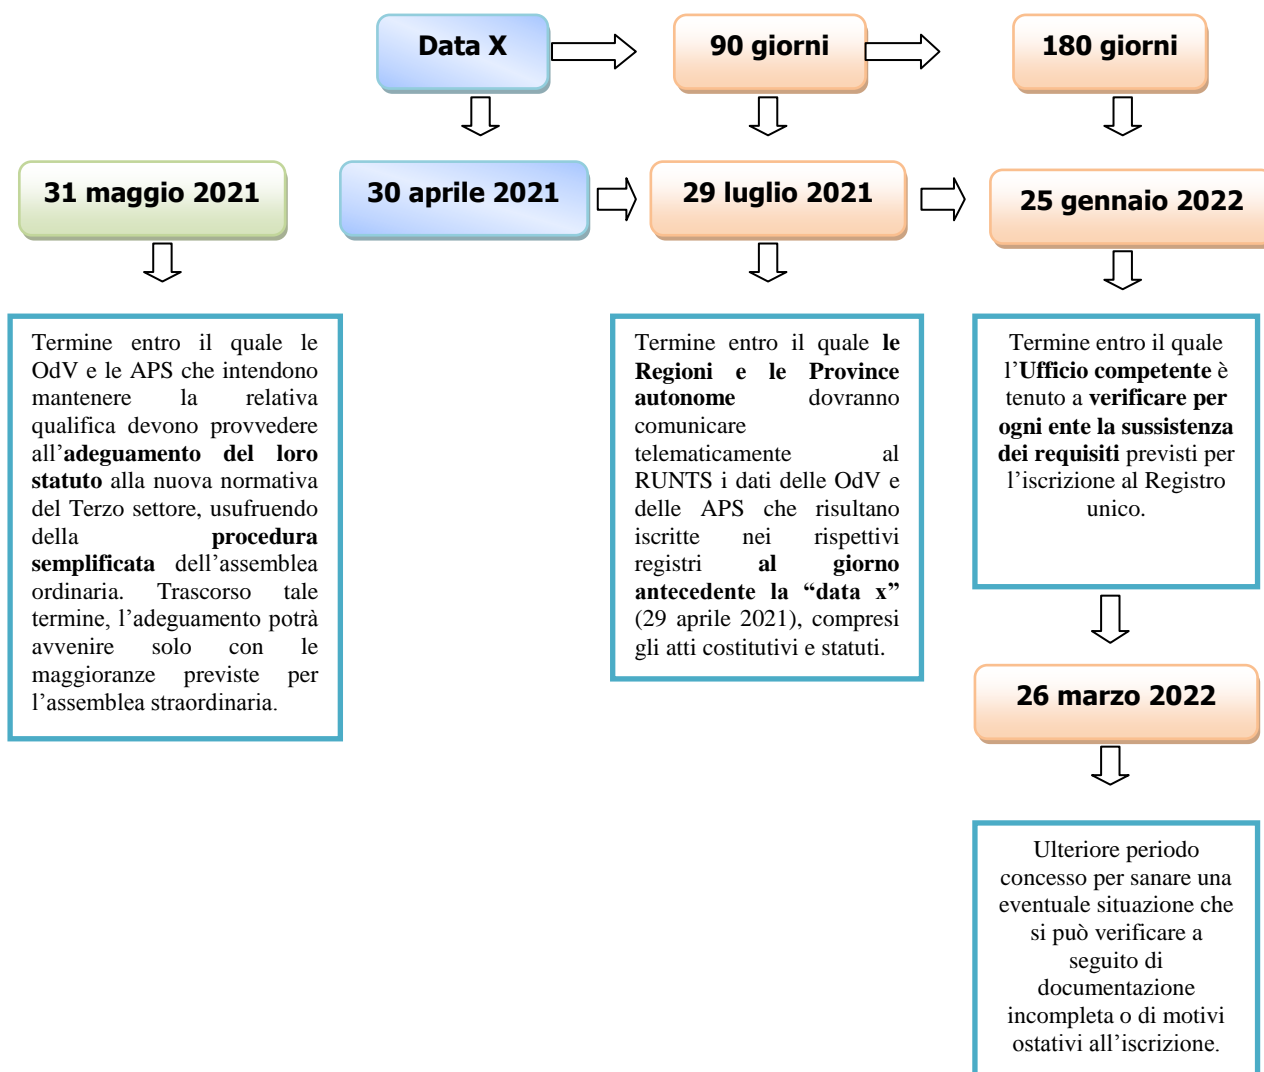 Data X
90 giorni
180 giorni
31 maggio 2021
30 aprile 2021
29 luglio 2021
25 gennaio 2022
Termine entro il quale le
OdV e le APS che intendono
mantenere la relativa
qualifica devono provvedere
all’adeguamento del loro
statuto alla nuova normativa
del Terzo settore, usufruendo
della procedura
semplificata dell’assemblea
ordinaria. Trascorso tale
termine, l’adeguamento potrà
avvenire solo con le
maggioranze previste per
l’assemblea straordinaria.
Termine entro il quale le
Regioni e le Province
autonome dovranno
comunicare
telematicamente al
RUNTS i dati delle OdV e
delle APS che risultano
iscritte nei rispettivi
registri al giorno
antecedente la “data x”
(29 aprile 2021), compresi
gli atti costitutivi e statuti.
Termine entro il quale
l’Ufficio competente è
tenuto a verificare per
ogni ente la sussistenza
dei requisiti previsti per
l’iscrizione al Registro
unico.
26 marzo 2022
Ulteriore periodo
concesso per sanare una
eventuale situazione che
si può verificare a
seguito di
documentazione
incompleta o di motivi
ostativi all’iscrizione.